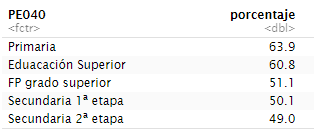 PE040 porcentaje
<fctr> <dbl>
Primaria 63.9
Eduacación Superior 60.8
FP grado superior 51.1
Secundaria 1ª etapa 50.1
Secundaria 2ª etapa 49.0